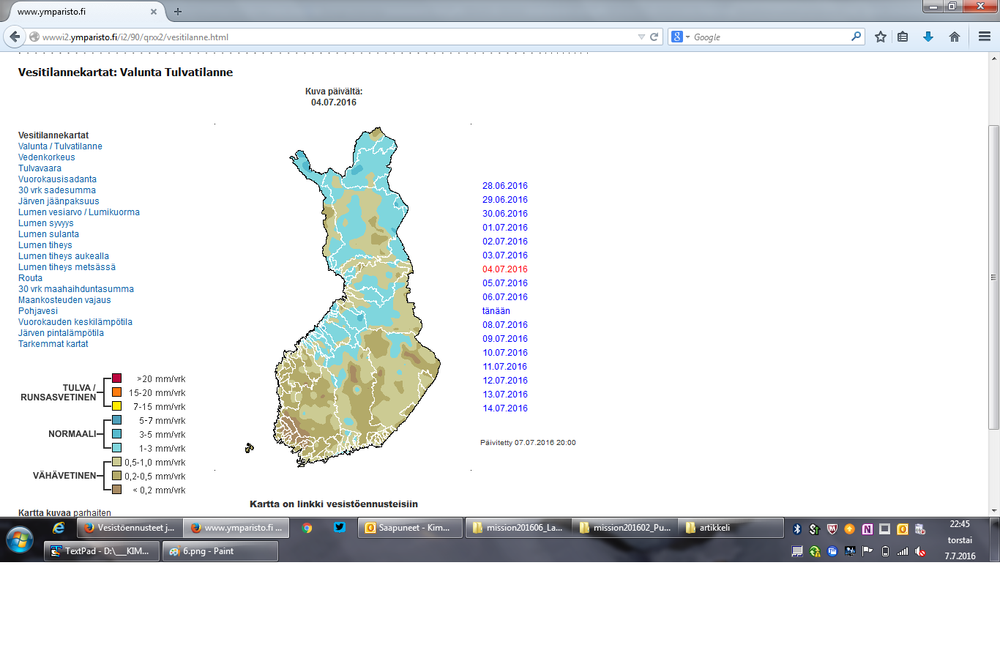 www.ymparisto.fi
wwwi2.ymparisto.fi/i2/90/qrxx2/vesitilanne.html
Google
Vesitilannekartat: Valunta Tulvatilanne
Kuva päivältä:
04.07.2016
Vesitilannekartat
Valunta / Tulvatilanne
Vedenkorkeus
Tulvavaara
Vuorokausisadanta
30 vrk sadesumma
Järven jäänpaksuus
Lumen vesiarvo / Lumikuorma
Lumen syvyys
Lumen sulanta
Lumen tiheys
Lumen tiheys aukealla
Lumen tiheys metsässä
Routa
30 vrk maahaihduntasumma
Maankosteuden vajaus
Pohjavesi
Vuorokauden keskilämpötila
Järven pintalämpötila
Tarkemmat kartat
28.06.2016
29.06.2016
30.06.2016
01.07.2016
02.07.2016
03.07.2016
04.07.2016
05.07.2016
06.07.2016
tänään
08.07.2016
09.07.2016
10.07.2016
11.07.2016
12.07.2016
13.07.2016
14.07.2016
Päivitetty 07.07.2016 20:00
TULVA /
RUNSASVETINEN
>20 mm/vrk
15-20 mm/vrk
7-15 mm/vrk
NORMAALI
5-7 mm/vrk
3-5 mm/vrk
1-3 mm/vrk
VÄHÄVETINEN
0,5-1,0 mm/vrk
0,2-0,5 mm/vrk
< 0,2 mm/vrk
Kartta on linkki vesistöennusteisiin
Kartta kuvaa parhaiten
Vesistöennusteet j...
www.ymparisto.fi ...
Saapuneet - Kim...
mission201606_La...
mission201602_Pu...
artikkeli
TextPad - D:\___KIM...
6.png - Paint
22:45
torstai
7.7.2016